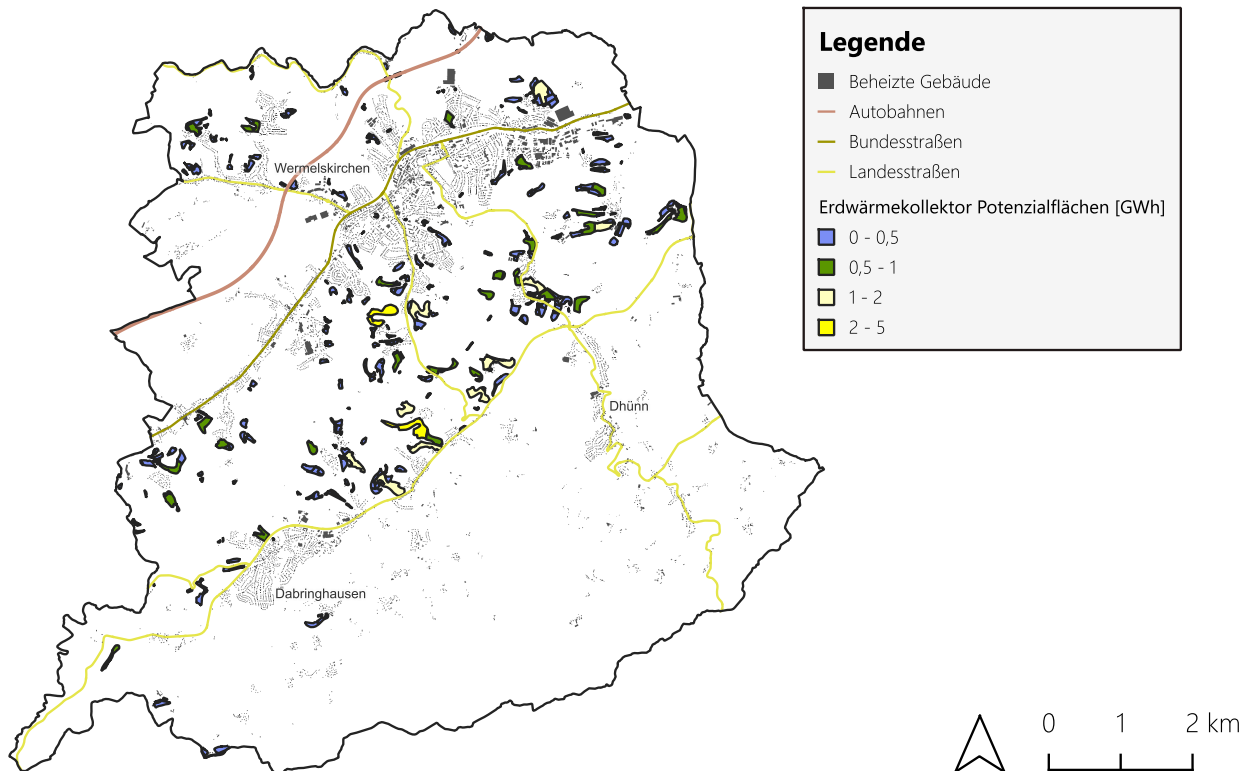 Legende
Beheizte Gebäude
Autobahnen
Bundesstraßen
Landesstraßen
Erdwärmekollektor Potenzialflächen [GWh]
0 - 0,5
0,5 - 1
1 - 2
2 - 5
Wermelskirchen
Dhünn
Dabringhausen
0 1 2 km